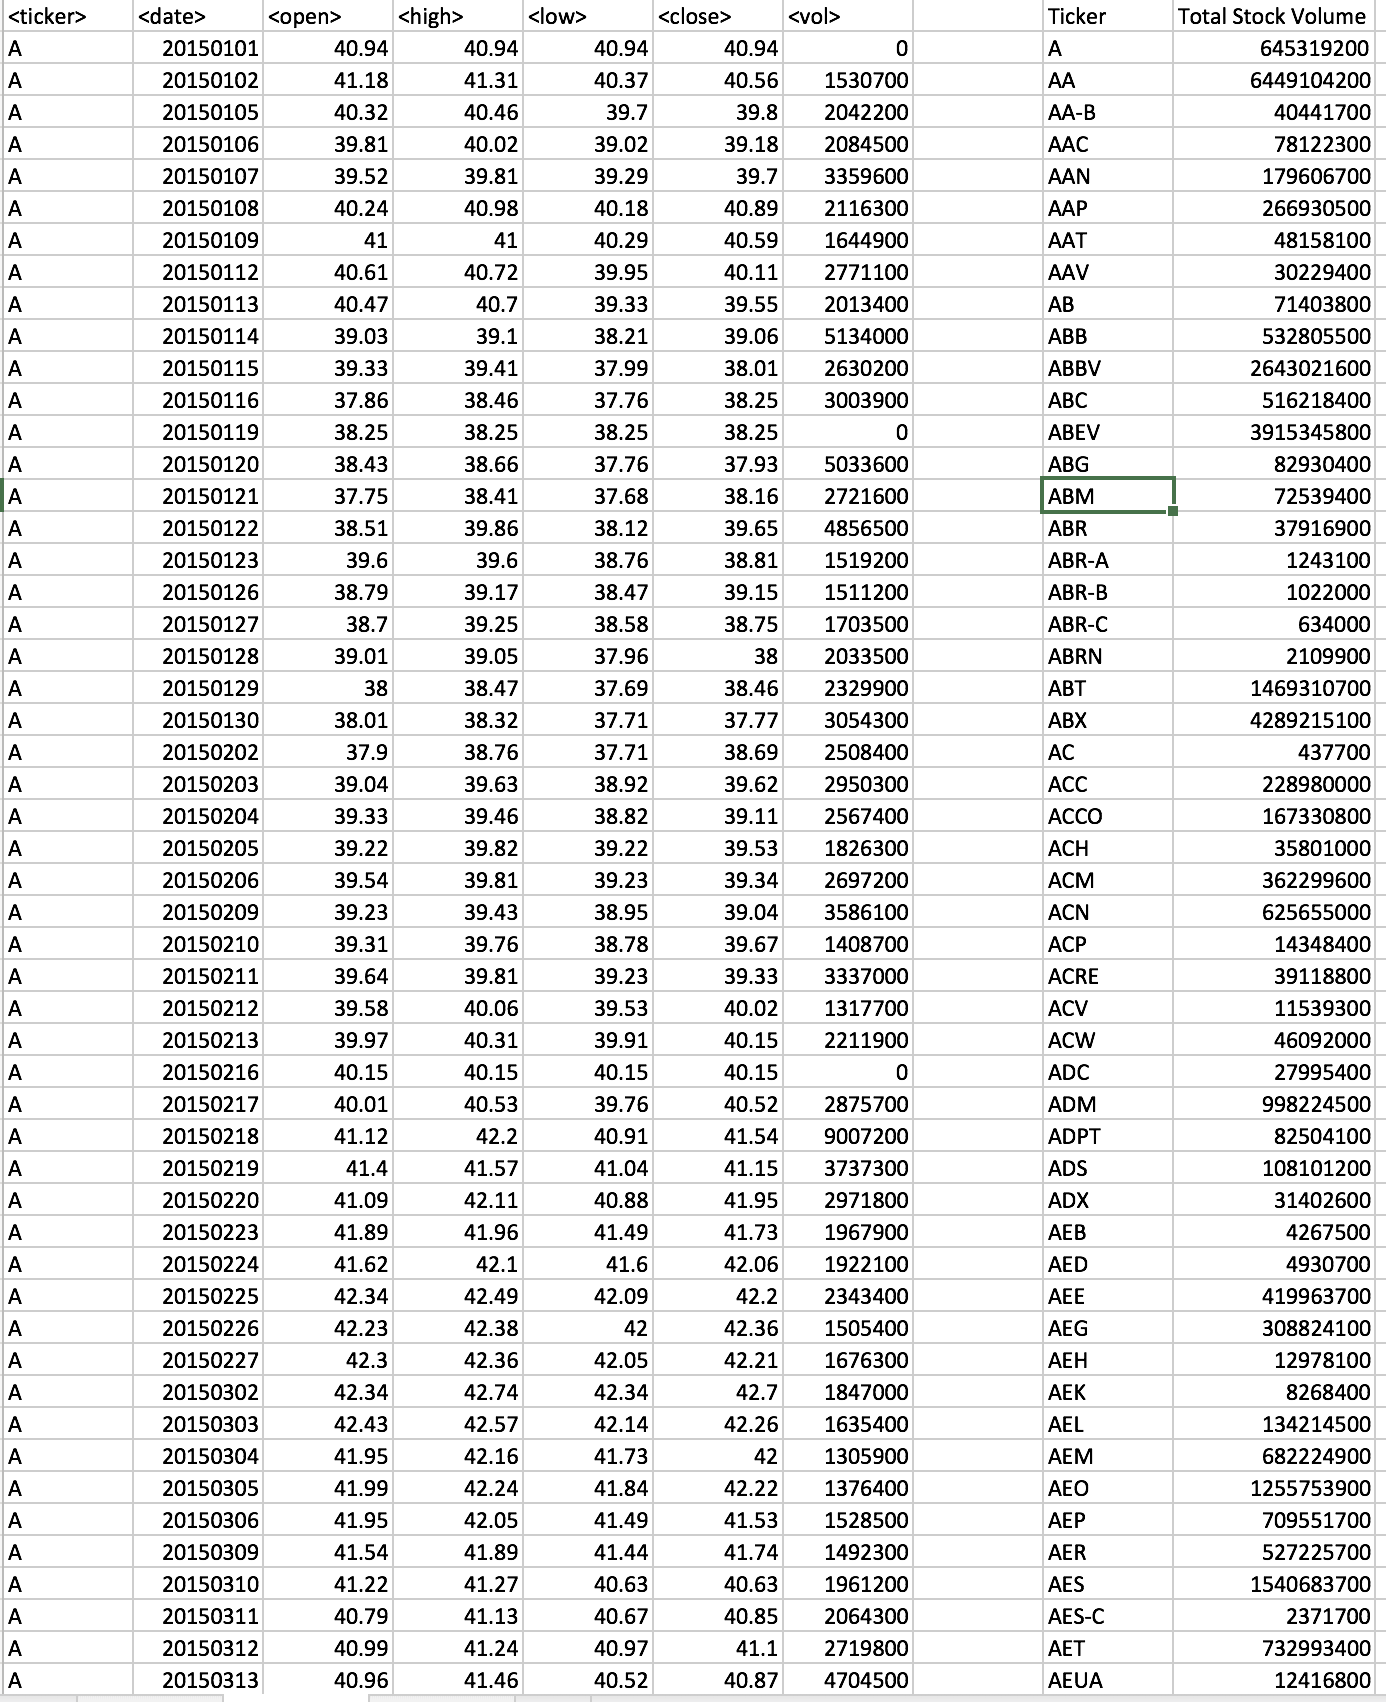 <ticker> <date> <open> <high> <low> <close> <vol> Ticker Total Stock Volume
A 20150101 40.94 40.94 40.94 40.94 0 A 645319200
A 20150102 41.18 41.31 40.37 40.56 1530700 AA 6449104200
A 20150105 40.32 40.46 39.7 39.8 2042200 AA-B 40441700
A 20150106 39.81 40.02 39.02 39.18 2084500 AAC 78122300
A 20150107 39.52 39.81 39.29 39.7 3359600 AAN 179606700
A 20150108 40.24 40.98 40.18 40.89 2116300 AAP 266930500
A 20150109 41 41 40.29 40.59 1644900 AAT 48158100
A 20150112 40.61 40.72 39.95 40.11 2771100 AAV 30229400
A 20150113 40.47 40.7 39.33 39.55 2013400 AB 71403800
A 20150114 39.03 39.1 38.21 39.06 5134000 ABB 532805500
A 20150115 39.33 39.41 37.99 38.01 2630200 ABBV 2643021600
A 20150116 37.86 38.46 37.76 38.25 3003900 ABC 516218400
A 20150119 38.25 38.25 38.25 38.25 0 ABEV 3915345800
A 20150120 38.43 38.66 37.76 37.93 5033600 ABG 82930400
A 20150121 37.75 38.41 37.68 38.16 2721600 ABM 72539400
A 20150122 38.51 39.86 38.12 39.65 4856500 ABR 37916900
A 20150123 39.6 39.6 38.76 38.81 1519200 ABR-A 1243100
A 20150126 38.79 39.17 38.47 39.15 1511200 ABR-B 1022000
A 20150127 38.7 39.25 38.58 38.75 1703500 ABR-C 634000
A 20150128 39.01 39.05 37.96 38 2033500 ABRN 2109900
A 20150129 38 38.47 37.69 38.46 2329900 ABT 1469310700
A 20150130 38.01 38.32 37.71 37.77 3054300 ABX 4289215100
A 20150202 37.9 38.76 37.71 38.69 2508400 AC 437700
A 20150203 39.04 39.63 38.92 39.62 2950300 ACC 228980000
A 20150204 39.33 39.46 38.82 39.11 2567400 ACCO 167330800
A 20150205 39.22 39.82 39.22 39.53 1826300 ACH 35801000
A 20150206 39.54 39.81 39.23 39.34 2697200 ACM 362299600
A 20150209 39.23 39.43 38.95 39.04 3586100 ACN 625655000
A 20150210 39.31 39.76 38.78 39.67 1408700 ACP 14348400
A 20150211 39.64 39.81 39.23 39.33 3337000 ACRE 39118800
A 20150212 39.58 40.06 39.53 40.02 1317700 ACV 11539300
A 20150213 39.97 40.31 39.91 40.15 2211900 ACW 46092000
A 20150216 40.15 40.15 40.15 40.15 0 ADC 27995400
A 20150217 40.01 40.53 39.76 40.52 2875700 ADM 998224500
A 20150218 41.12 42.2 40.91 41.54 9007200 ADPT 82504100
A 20150219 41.4 41.57 41.04 41.15 3737300 ADS 108101200
A 20150220 41.09 42.11 40.88 41.95 2971800 ADX 31402600
A 20150223 41.89 41.96 41.49 41.73 1967900 AEB 4267500
A 20150224 41.62 42.1 41.6 42.06 1922100 AED 4930700
A 20150225 42.34 42.49 42.09 42.2 2343400 AEE 419963700
A 20150226 42.23 42.38 42 42.36 1505400 AEG 308824100
A 20150227 42.3 42.36 42.05 42.21 1676300 AEH 12978100
A 20150302 42.34 42.74 42.34 42.7 1847000 AEK 8268400
A 20150303 42.43 42.57 42.14 42.26 1635400 AEL 134214500
A 20150304 41.95 42.16 41.73 42 1305900 AEM 682224900
A 20150305 41.99 42.24 41.84 42.22 1376400 AEO 1255753900
A 20150306 41.95 42.05 41.49 41.53 1528500 AEP 709551700
A 20150309 41.54 41.89 41.44 41.74 1492300 AER 527225700
A 20150310 41.22 41.27 40.63 40.63 1961200 AES 1540683700
A 20150311 40.79 41.13 40.67 40.85 2064300 AES-C 2371700
A 20150312 40.99 41.24 40.97 41.1 2719800 AET 732993400
A 20150313 40.96 41.46 40.52 40.87 4704500 AEUA 12416800